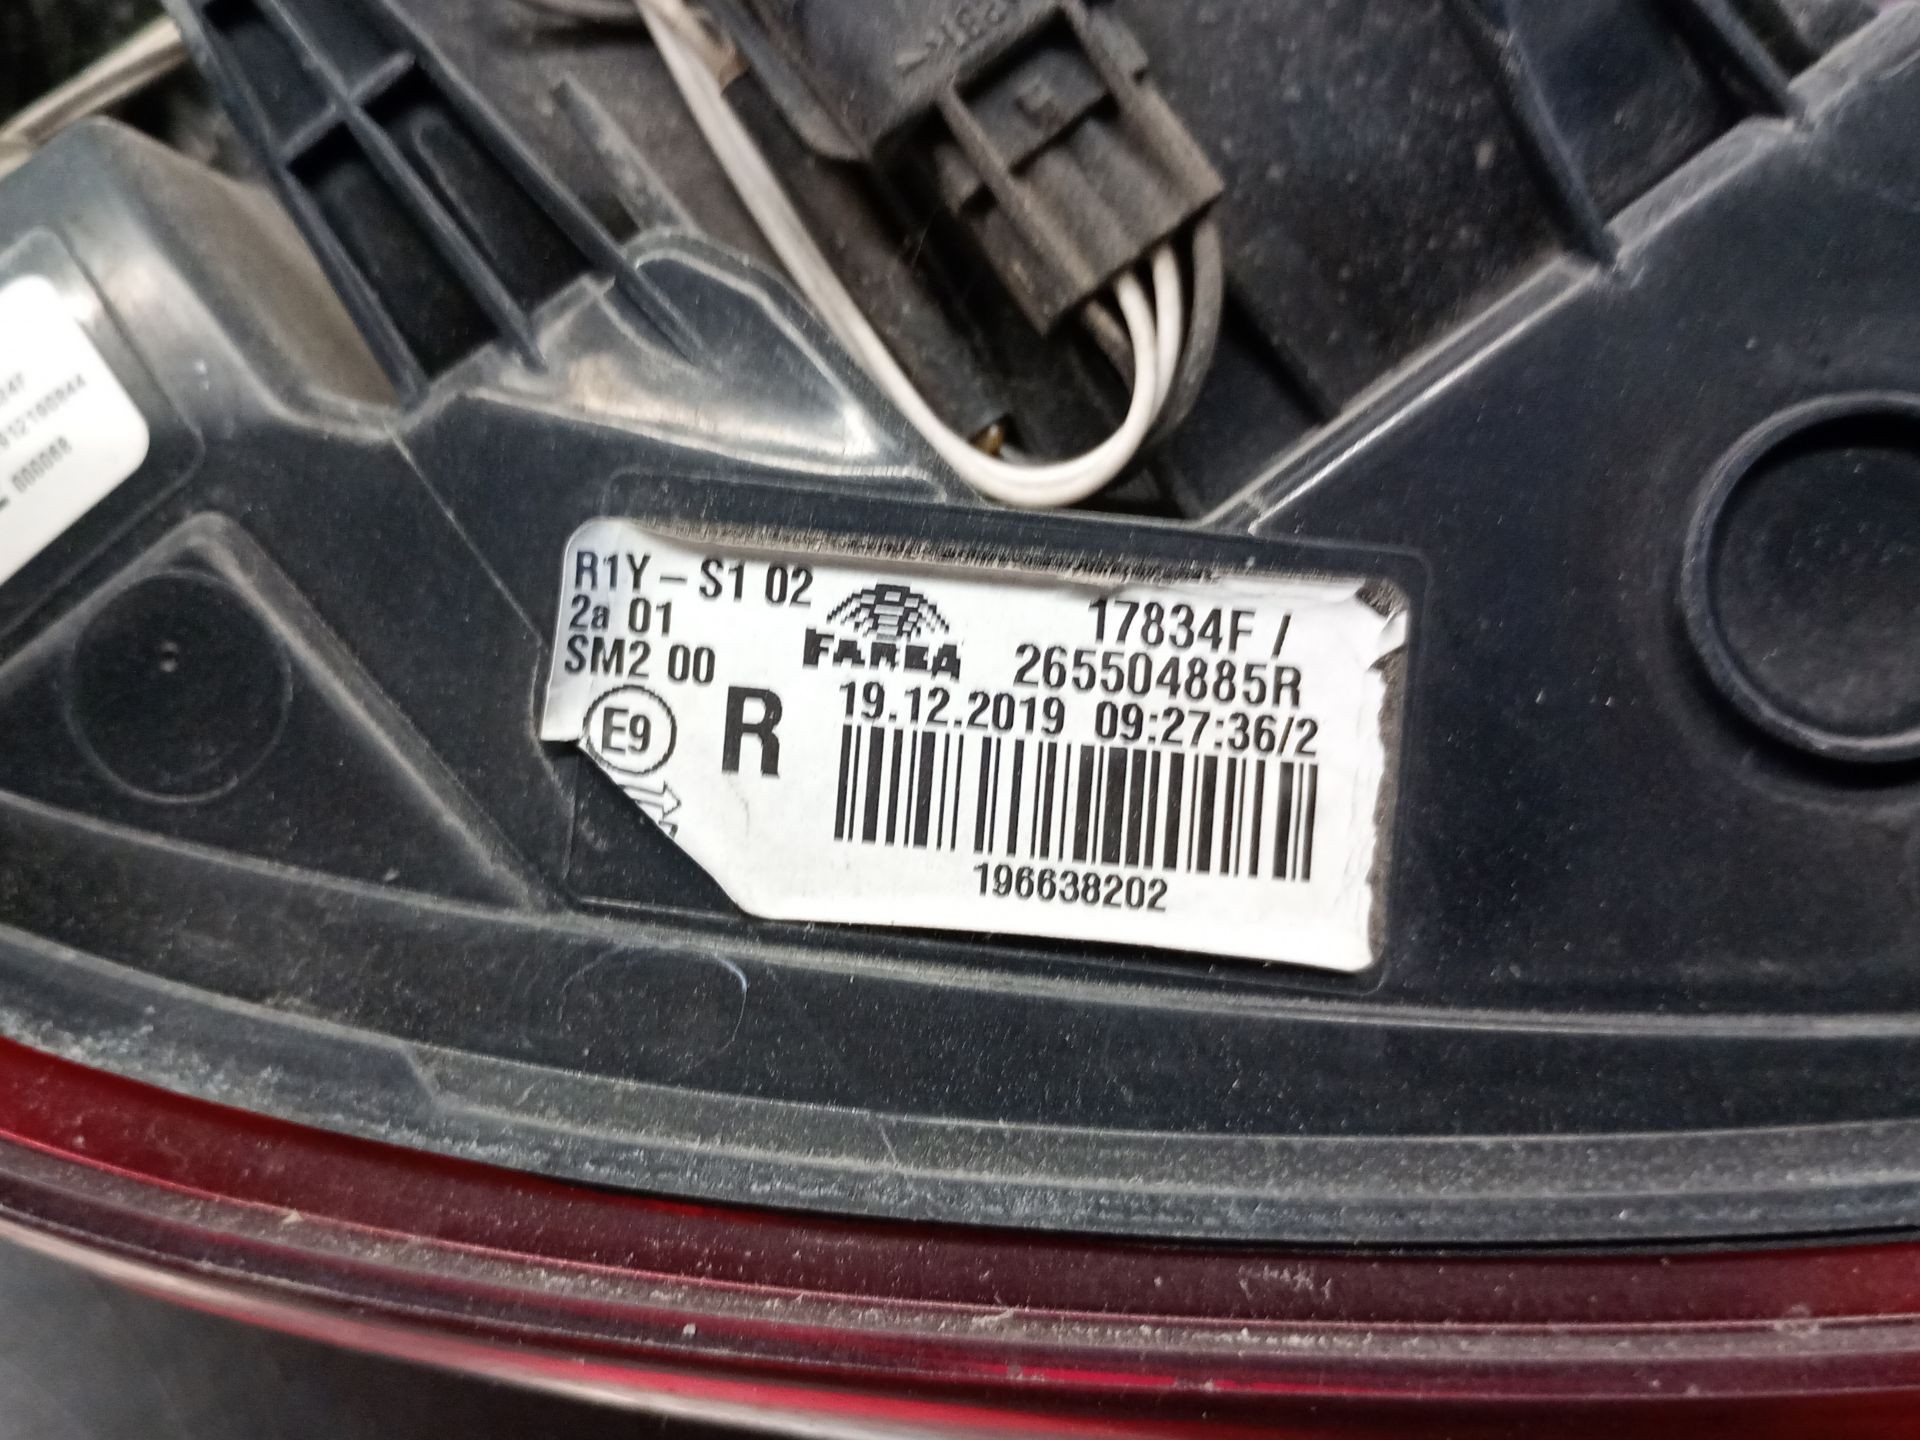 R1Y – S1 02
2a 01
SM2 00
E9
R
FARBA
17834F /
265504885R
19.12.2019 09:27:36/2
196638202
000068